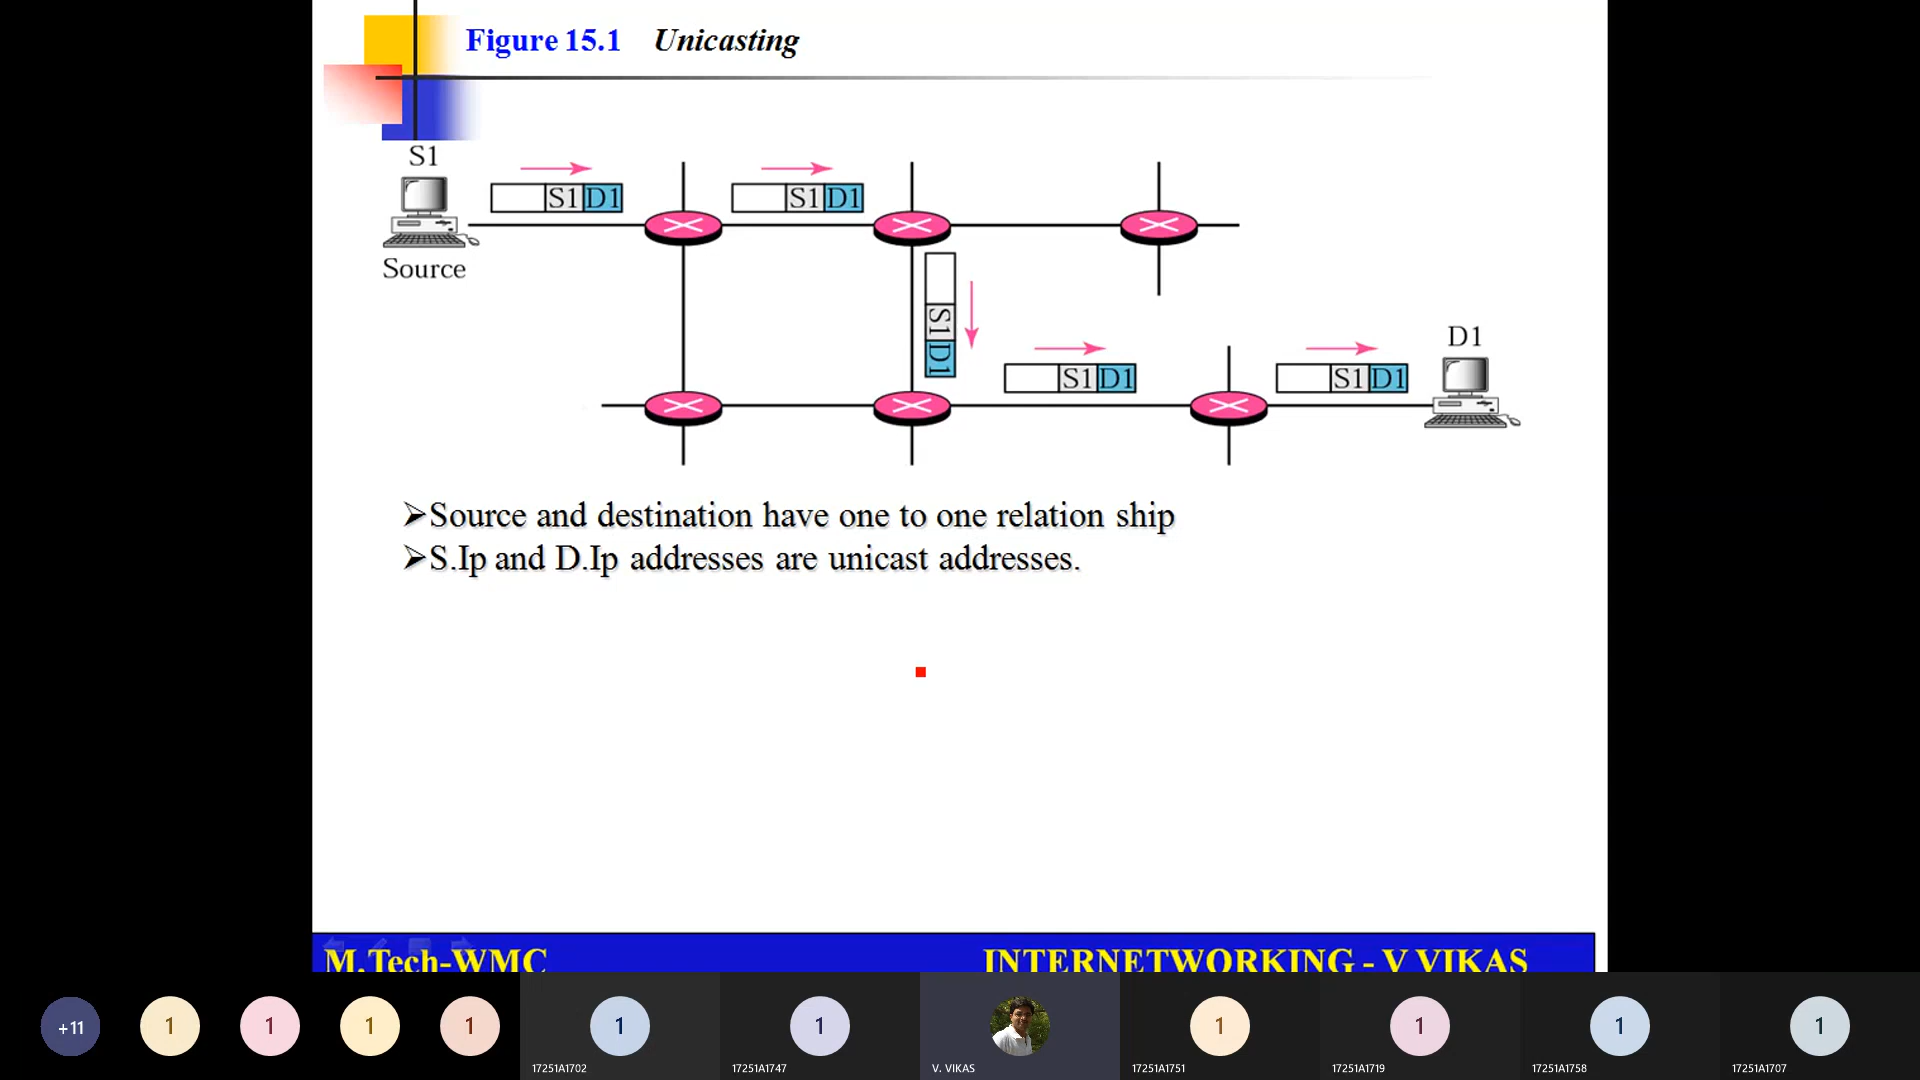 Figure 15.1 Unicasting
S1
S1 D1
S1 D1
Source
S1 D1
D1
S1 D1
S1 D1
➢Source and destination have one to one relation ship
➢S.Ip and D.Ip addresses are unicast addresses.
M.Tech-WMC INTERNETWORKING - V VIKAS
+11 1 1 1 1 1 1 1 1 1 1
17251A1702 17251A1747 V. VIKAS 17251A1751 17251A1719 17251A1758 17251A1707